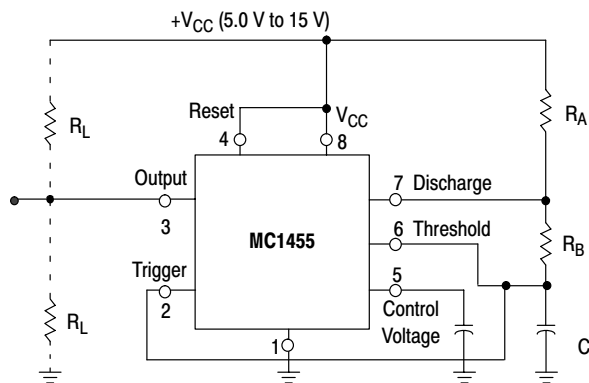 +VCC (5.0 V to 15 V)
Reset
VCC
RL
4
8
RA
Output
7 Discharge
3
6 Threshold
MC1455
RB
Trigger
5
2
Control
Voltage
RL
1
C